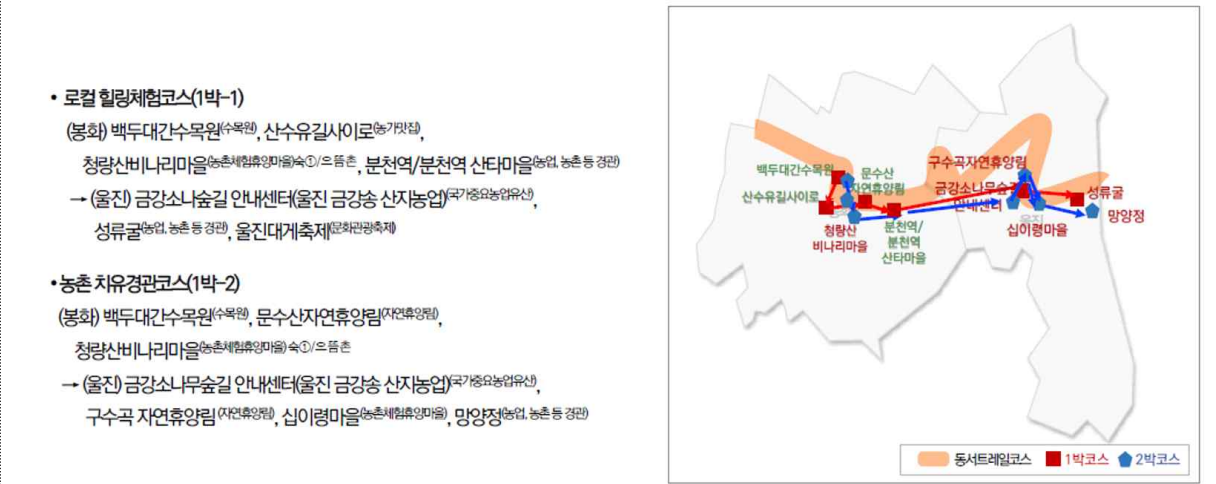 • 로컬 힐링체험코스(1박-1)
(봉화) 백두대간수목원(수목원), 산수유길사이로(농가맛집),
청량산비나리마을(농촌체험휴양마을)숙①/으뜸촌, 분천역/분천역 산타마을(농업, 농촌 등 경관)
→ (울진) 금강소나무숲길 안내센터(울진 금강송 산지농업)(국가중요농업유산),
성류굴(농업, 농촌 등 경관), 울진대게축제(문화관광축제)
• 농촌 치유경관코스(1박-2)
(봉화) 백두대간수목원(수목원), 문수산자연휴양림(자연휴양림),
청량산비나리마을(농촌체험휴양마을)숙①/으뜸촌
→ (울진) 금강소나무숲길 안내센터(울진 금강송 산지농업)(국가중요농업유산),
구수곡 자연휴양림(자연휴양림), 십이령마을(농촌체험휴양마을), 망양정(농업, 농촌 등 경관)
백두대간수목원
문수산
자연휴양림
산수유길사이로
청량산
비나리마을
분천역/
분천역
산타마을
구수곡자연휴양림
금강소나무숲길
안내센터
울진
십이령마을
성류굴
망양정
동서트레일코스 1박코스 2박코스